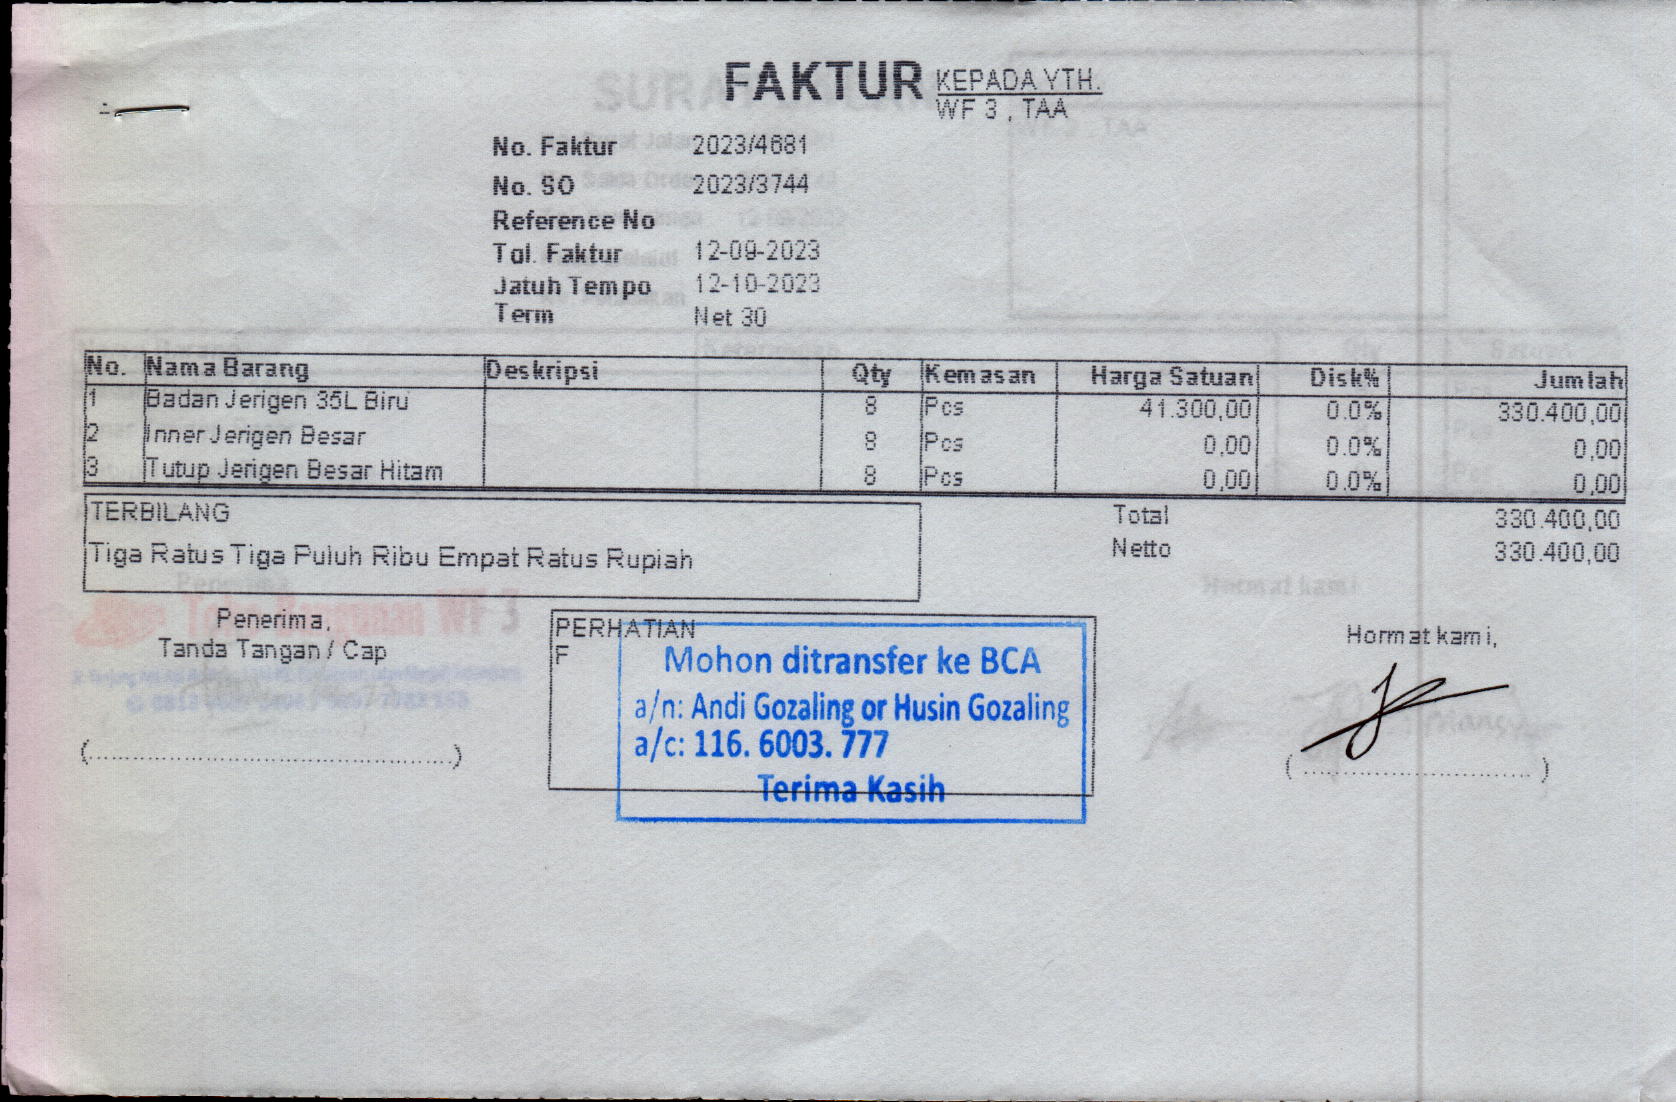 FAKTUR
KEPADA YTH.
WF 3 , TAA
No. Faktur 2023/4681
No. SO 2023/3744
Reference No
Tgl. Faktur 12-09-2023
Jatuh Tempo 12-10-2023
Term Net 30
No. Nama Barang Deskripsi Qty Kemasan Harga Satuan Disk% Jumlah
1 Badan Jerigen 35L Biru 8 Pcs 41.300,00 0.0% 330.400,00
2 Inner Jerigen Besar 8 Pcs 0,00 0.0% 0,00
3 Tutup Jerigen Besar Hitam 8 Pcs 0,00 0.0% 0,00
TERBILANG
Tiga Ratus Tiga Puluh Ribu Empat Ratus Rupiah
Total 330.400,00
Netto 330.400,00
Penerima,
Tanda Tangan / Cap
(..............................................)
PERHATIAN
F
Mohon ditransfer ke BCA
a/n: Andi Gozaling or Husin Gozaling
a/c: 116. 6003. 777
Terima Kasih
Hormat kami,
( ............................. )